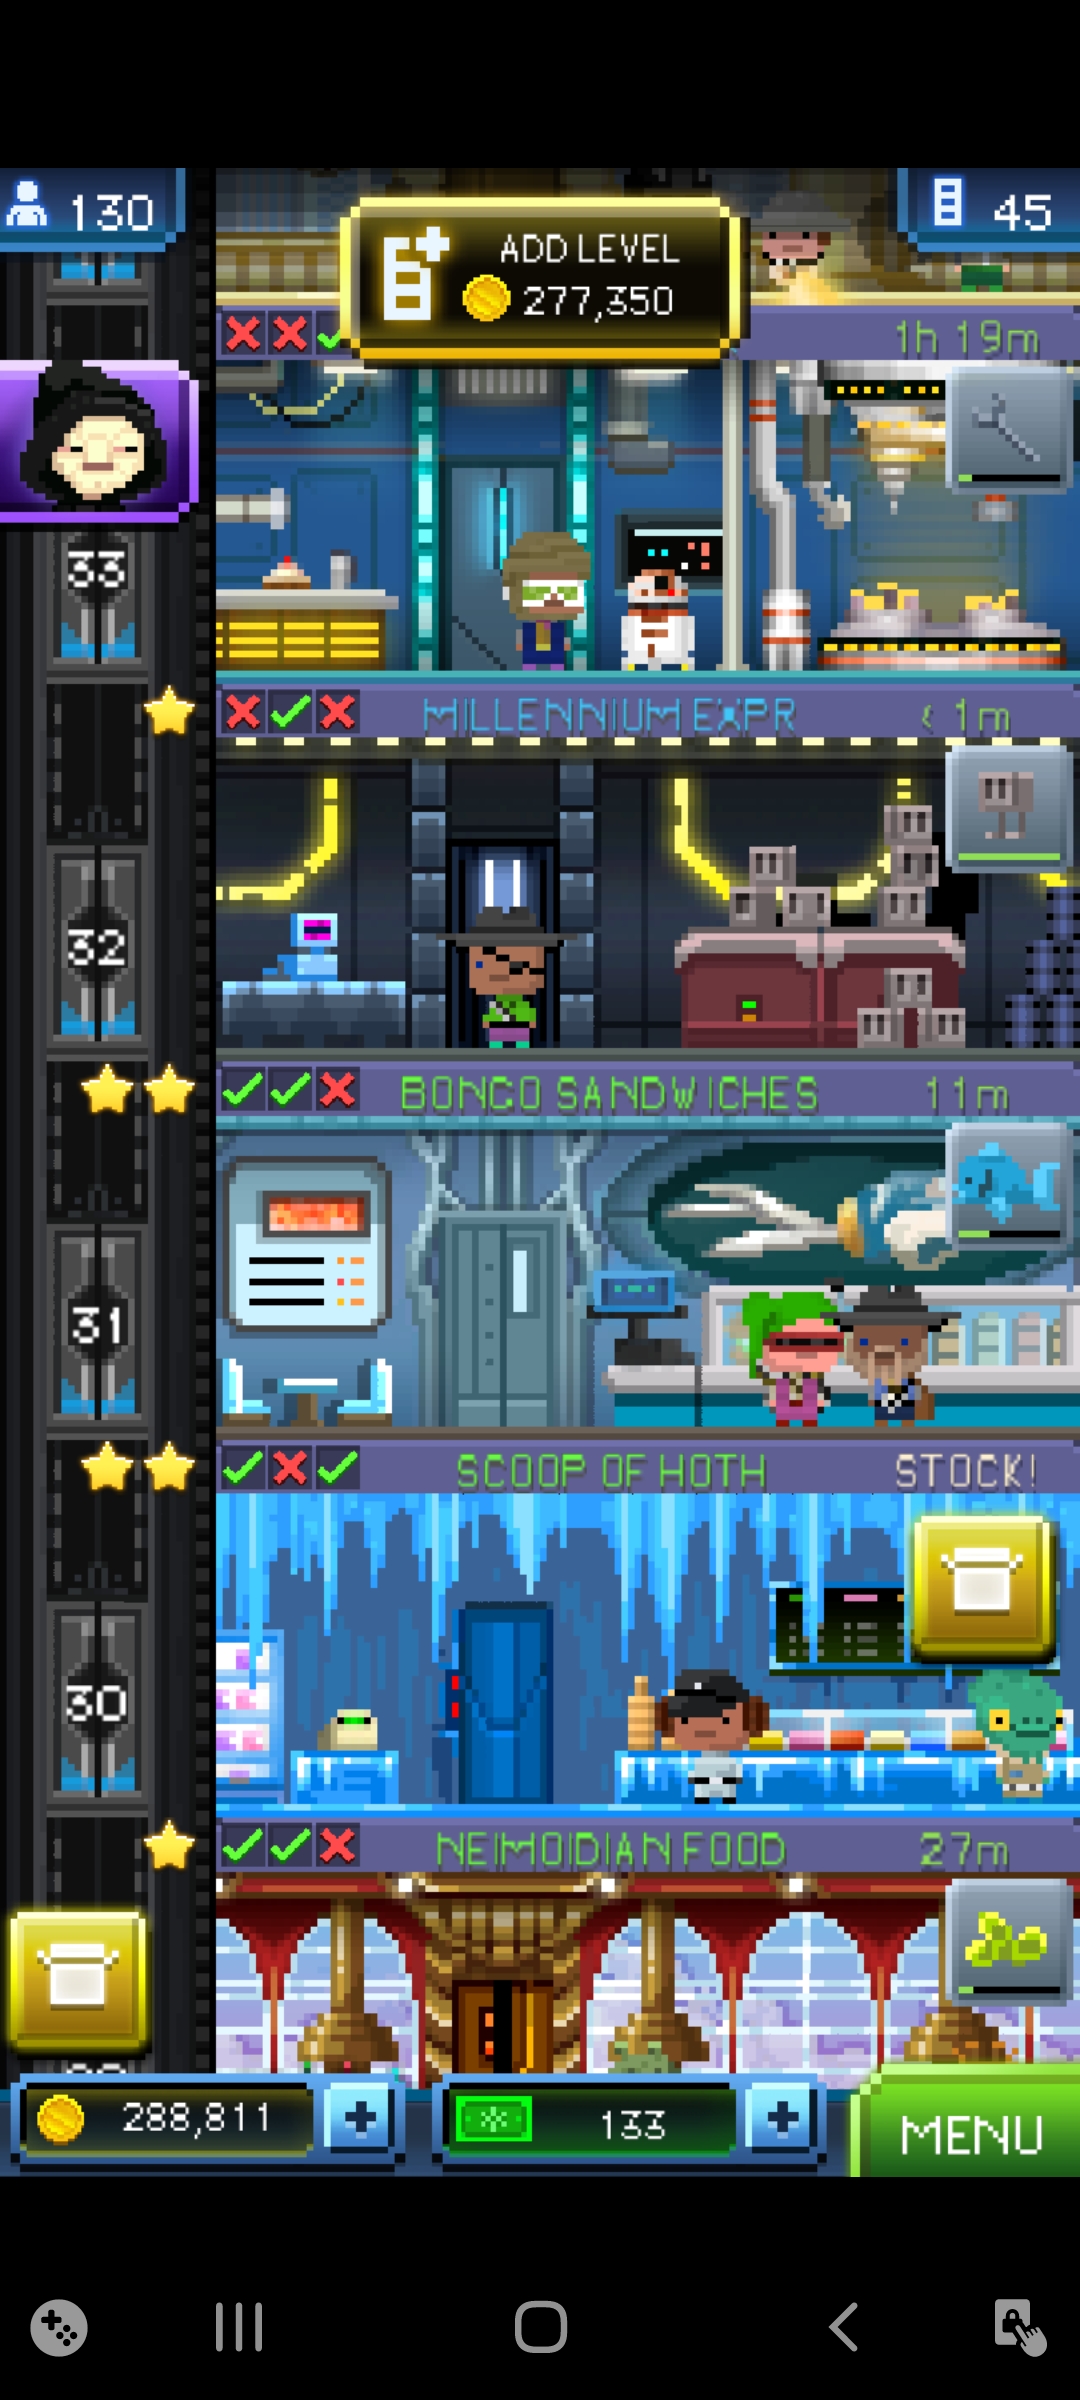 130
ADD LEVEL
277,350
45
1h 19m
33
MILLENNIUM EXPR
< 1m
32
BONGO SANDWICHES
11m
31
SCOOP OF HOTH
STOCK!
30
NEIMOIDIAN FOOD
27m
288,811
133
MENU